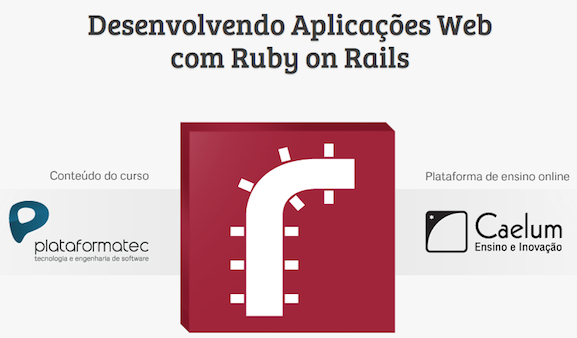 Desenvolvendo Aplicações Web
com Ruby on Rails
Conteúdo do curso
plataformatec
tecnologia e engenharia de software
Plataforma de ensino online
Caelum
Ensino e Inovação